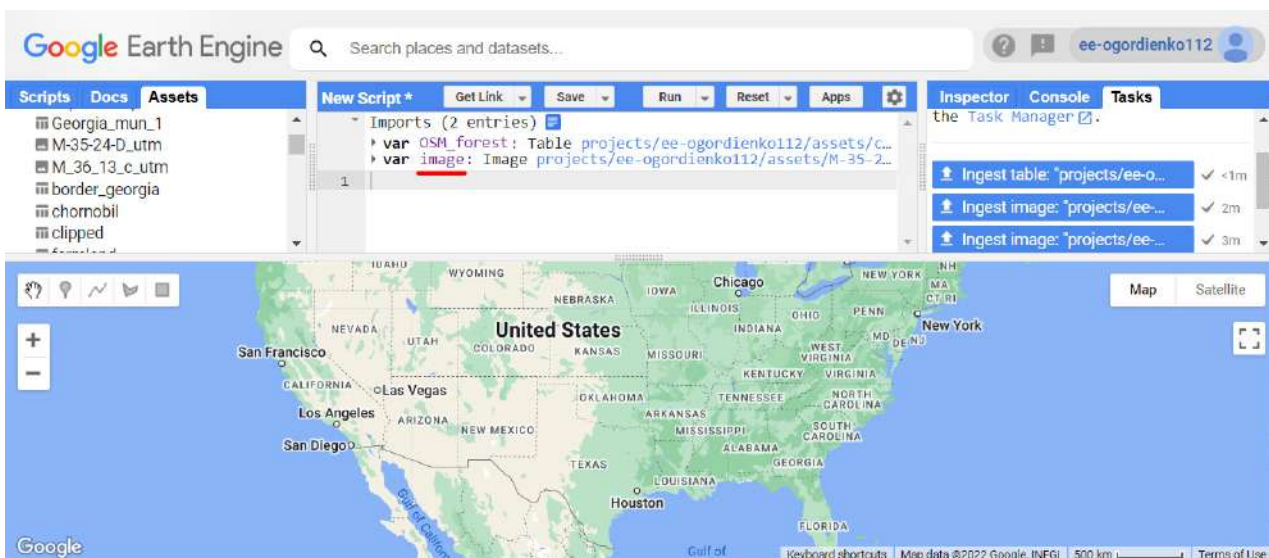 Google Earth Engine
Search places and datasets...
ee-ogordienko112
Scripts Docs Assets
Georgia_mun_1
M-35-24-D_utm
M_36_13_c_utm
border_georgia
chornobil
clipped
New Script *
Get Link
Save
Run
Reset
Apps
Imports (2 entries)
var OSM_forest: Table projects/ee-ogordienko112/assets/c…
var image: Image projects/ee-ogordienko112/assets/M-35-2…
1
Inspector Console Tasks
the Task Manager.
Ingest table: "projects/ee-o... <1m
Ingest image: "projects/ee-... 2m
Ingest image: "projects/ee-... 3m
Map Satellite
IDAHO
WYOMING
NEBRASKA
IOWA
Chicago
ILLINOIS
INDIANA
OHIO
PENN
NEW YORK
NH
MA
CT RI
New York
NEVADA
UTAH
COLORADO
United States
KANSAS
MISSOURI
WEST
VIRGINIA
MD
DE NJ
San Francisco
KENTUCKY
VIRGINIA
CALIFORNIA
Las Vegas
OKLAHOMA
TENNESSEE
NORTH
CAROLINA
Los Angeles
ARIZONA
NEW MEXICO
ARKANSAS
MISSISSIPPI
SOUTH
CAROLINA
San Diego
ALABAMA
GEORGIA
TEXAS
LOUISIANA
Houston
Gulf of California
FLORIDA
Gulf of
Google
Keyboard shortcuts
Map data ©2022 Google, INEGI
500 km
Terms of Use